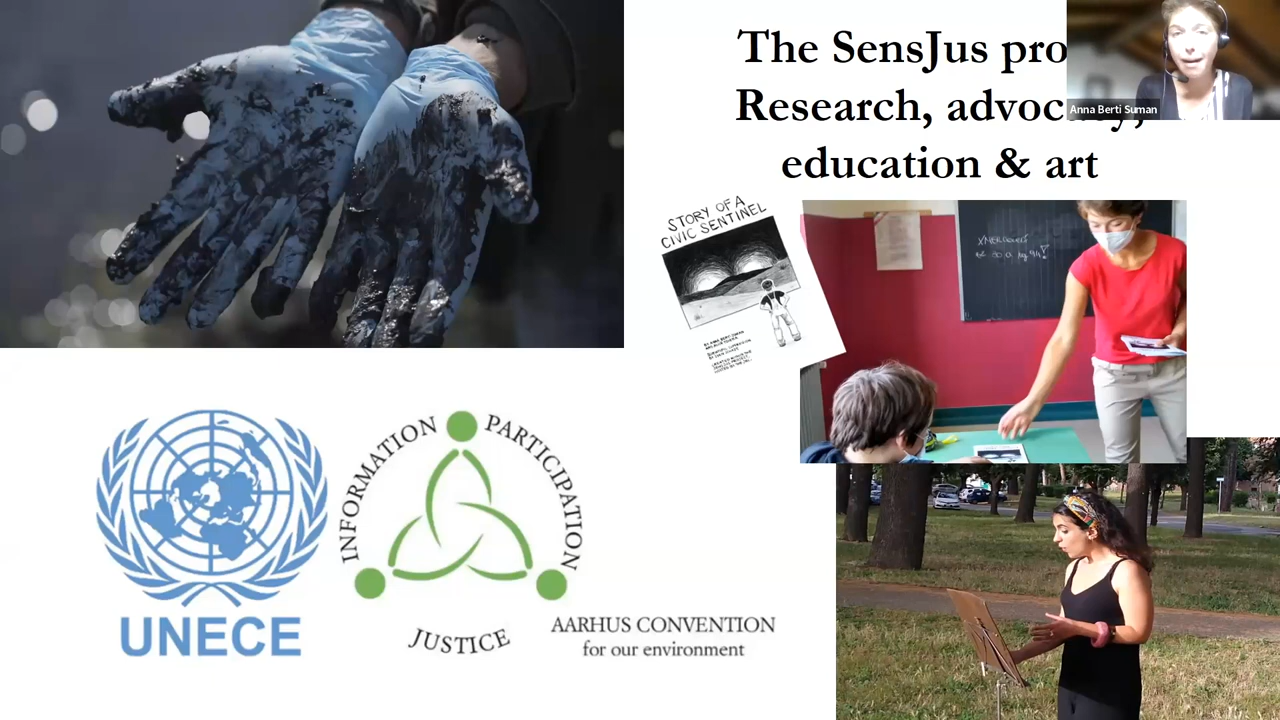 The SensJus pro
Research, advocacy,
education & art
Anna Berti Suman
STORY OF A
CIVIC SENTINEL
INFORMATION
PARTICIPATION
JUSTICE
UNECE
AARHUS CONVENTION
for our environment